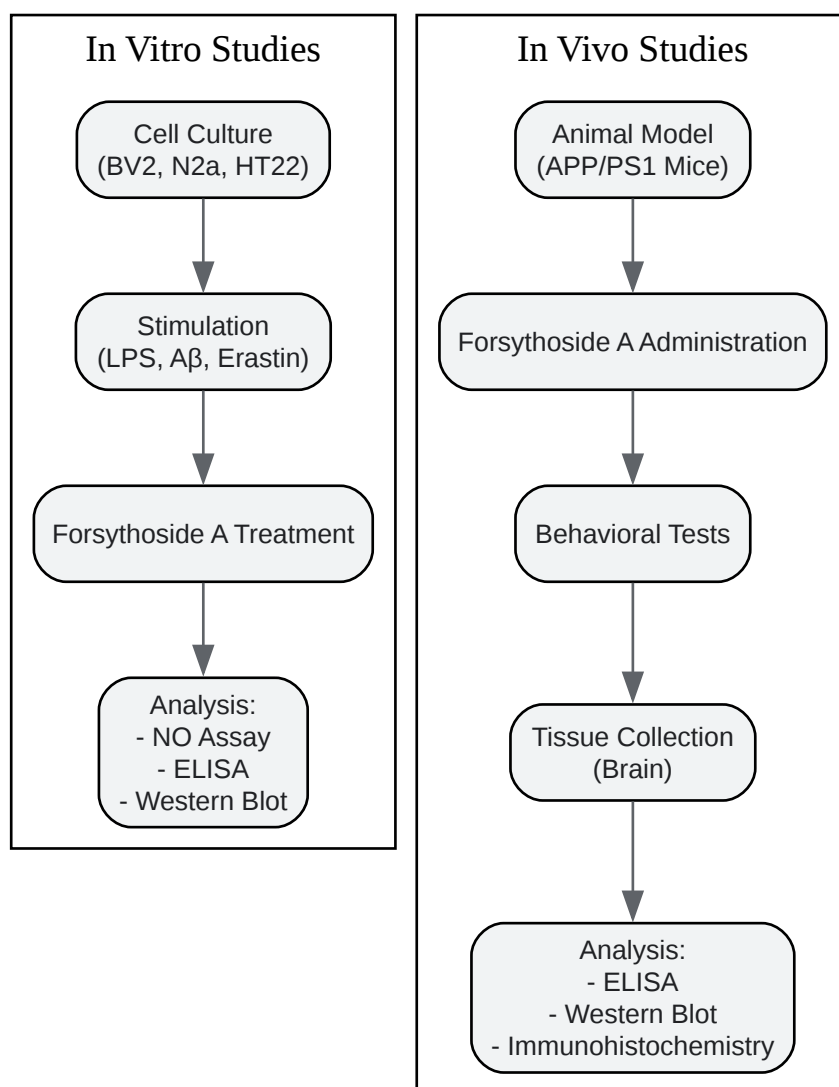 In Vitro Studies
Cell Culture
(BV2, N2a, HT22)
Stimulation
(LPS, Aβ, Erastin)
Forsythoside A Treatment
Analysis:
- NO Assay
- ELISA
- Western Blot
In Vivo Studies
Animal Model
(APP/PS1 Mice)
Forsythoside A Administration
Behavioral Tests
Tissue Collection
(Brain)
Analysis:
- ELISA
- Western Blot
- Immunohistochemistry